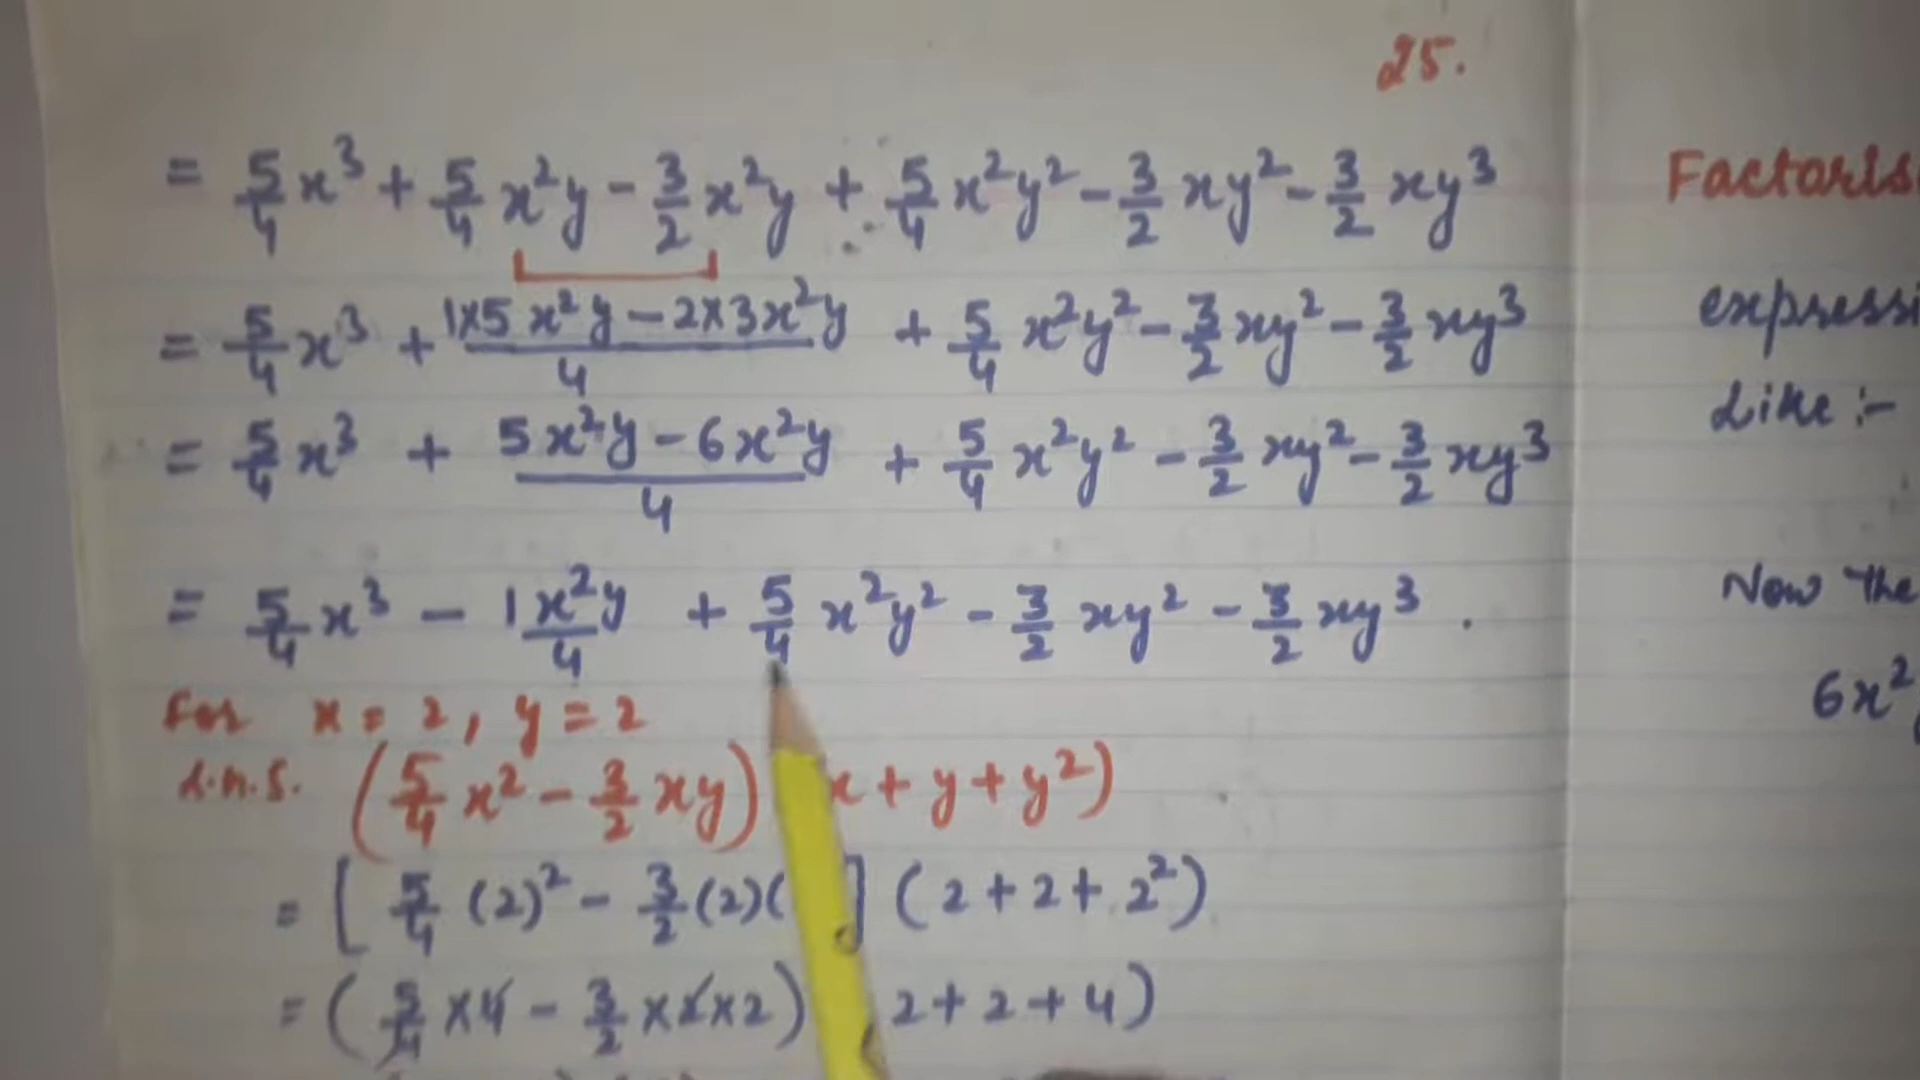 25.
= 5/4 x³ + 5/4 x²y - 3/2 x²y + 5/4 x²y² - 3/2 xy² - 3/2 xy³
= 5/4 x³ + (1×5x²y - 2×3x²y)/4 + 5/4 x²y² - 3/2 xy² - 3/2 xy³
= 5/4 x³ + (5x²y - 6x²y)/4 + 5/4 x²y² - 3/2 xy² - 3/2 xy³
= 5/4 x³ - 1x²y/4 + 5/4 x²y² - 3/2 xy² - 3/2 xy³ .
For x = 2, y = 2
L.H.S. (5/4 x² - 3/2 xy) x + y + y²)
= [5/4 (2)² - 3/2 (2)( ] (2 + 2 + 2²)
= (5/4 × 4 - 3/2 × 2 × 2) 2 + 2 + 4)
Factoris
expressi
Like :-
Now the
6x²